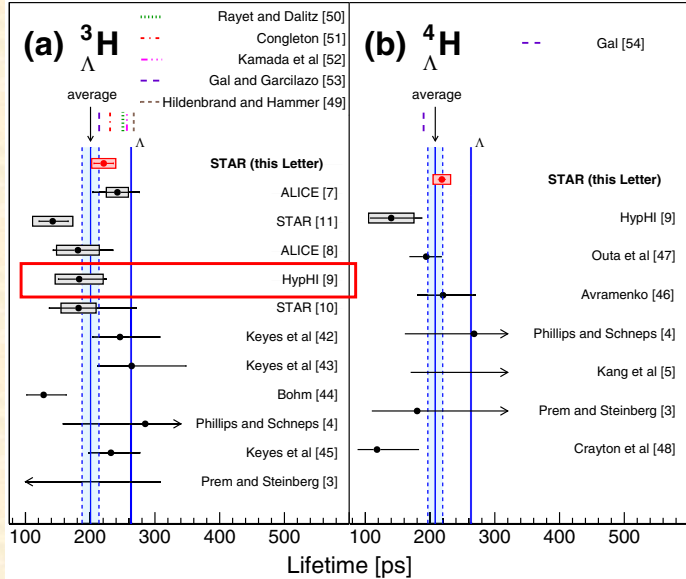 (a) ³ΛH
Rayet and Dalitz [50]
Congleton [51]
Kamada et al [52]
Gal and Garcilazo [53]
Hildenbrand and Hammer [49]
average
Λ
STAR (this Letter)
ALICE [7]
STAR [11]
ALICE [8]
HypHI [9]
STAR [10]
Keyes et al [42]
Keyes et al [43]
Bohm [44]
Phillips and Schneps [4]
Keyes et al [45]
Prem and Steinberg [3]
100 200 300 400 500
(b) ⁴ΛH
Gal [54]
average
Λ
STAR (this Letter)
HypHI [9]
Outa et al [47]
Avramenko [46]
Phillips and Schneps [4]
Kang et al [5]
Prem and Steinberg [3]
Crayton et al [48]
100 200 300 400 500
Lifetime [ps]